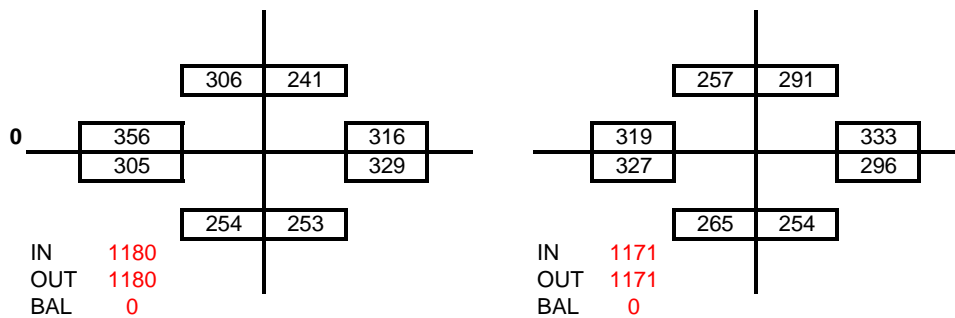 306 241 257 291
0 356 316 319 333
305 329 327 296
254 253 265 254
IN 1180 IN 1171
OUT 1180 OUT 1171
BAL 0 BAL 0